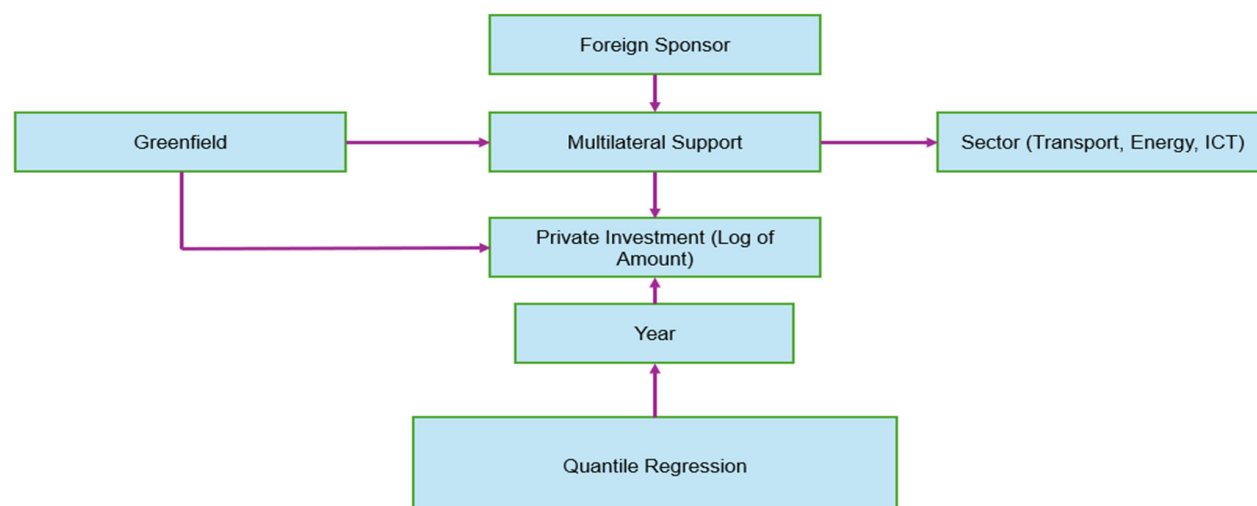 Foreign Sponsor
Greenfield
Multilateral Support
Sector (Transport, Energy, ICT)
Private Investment (Log of
Amount)
Year
Quantile Regression